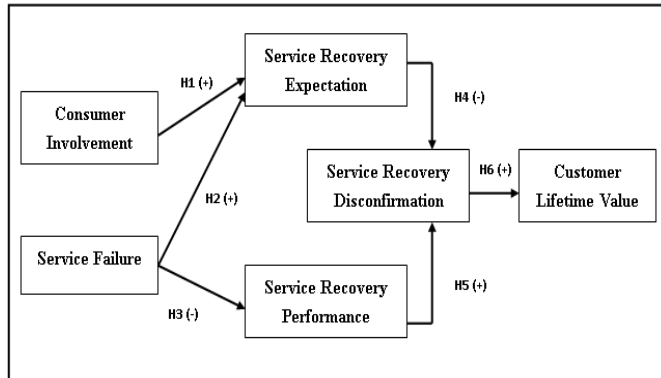 Service Recovery
Expectation
H1 (+)
H4 (-)
Consumer
Involvement
Service Recovery
Disconfirmation
H6 (+)
Customer
Lifetime Value
H2 (+)
Service Failure
Service Recovery
Performance
H5 (+)
H3 (-)